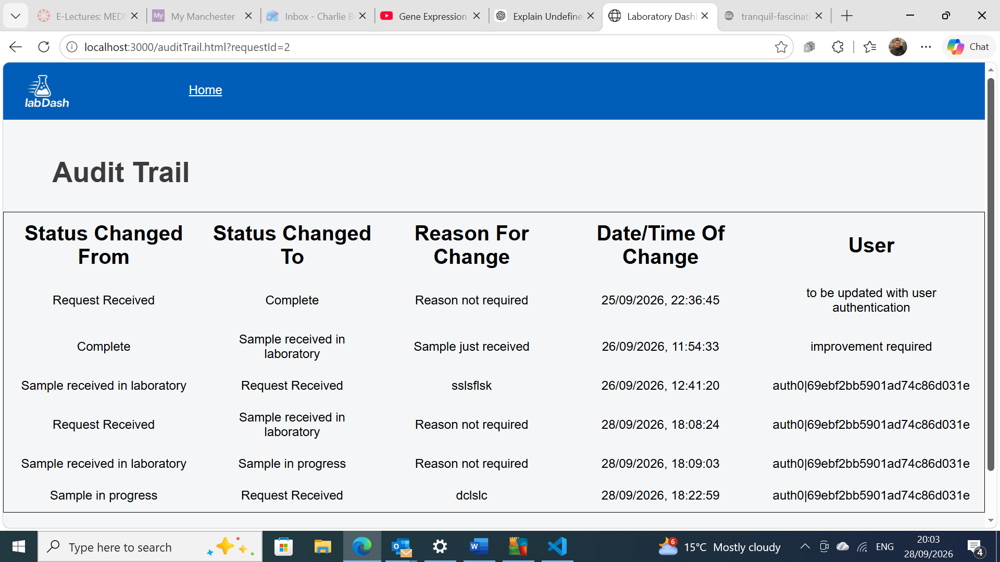 E-Lectures: MEDN
My Manchester
Inbox - Charlie B
Gene Expression
Explain Undefine
Laboratory Dashb
tranquil-fascinati
localhost:3000/auditTrail.html?requestId=2
Chat
labDash
Home
Audit Trail
Status Changed From
Status Changed To
Reason For Change
Date/Time Of Change
User
Request Received
Complete
Reason not required
25/09/2026, 22:36:45
to be updated with user
authentication
Complete
Sample received in
laboratory
Sample just received
26/09/2026, 11:54:33
improvement required
Sample received in laboratory
Request Received
sslsflsk
26/09/2026, 12:41:20
auth0|69ebf2bb5901ad74c86d031e
Request Received
Sample received in
laboratory
Reason not required
28/09/2026, 18:08:24
auth0|69ebf2bb5901ad74c86d031e
Sample received in laboratory
Sample in progress
Reason not required
28/09/2026, 18:09:03
auth0|69ebf2bb5901ad74c86d031e
Sample in progress
Request Received
dclslc
28/09/2026, 18:22:59
auth0|69ebf2bb5901ad74c86d031e
Type here to search
6
15°C Mostly cloudy
ENG
20:03
28/09/2026
4